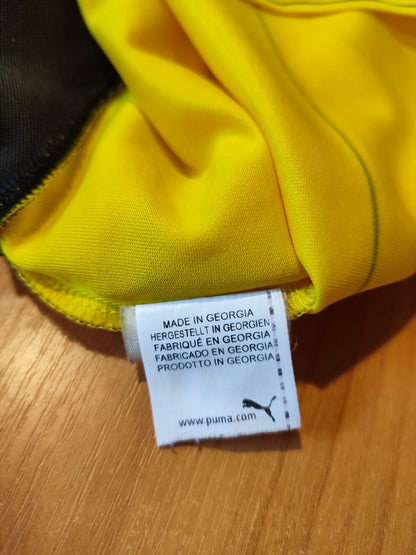 MADE IN GEORGIA
HERGESTELLT IN GEORGIEN
FABRIQUÉ EN GEORGIA
FABRICADO EN GEORGIA
PRODOTTO IN GEORGIA
www.puma.com